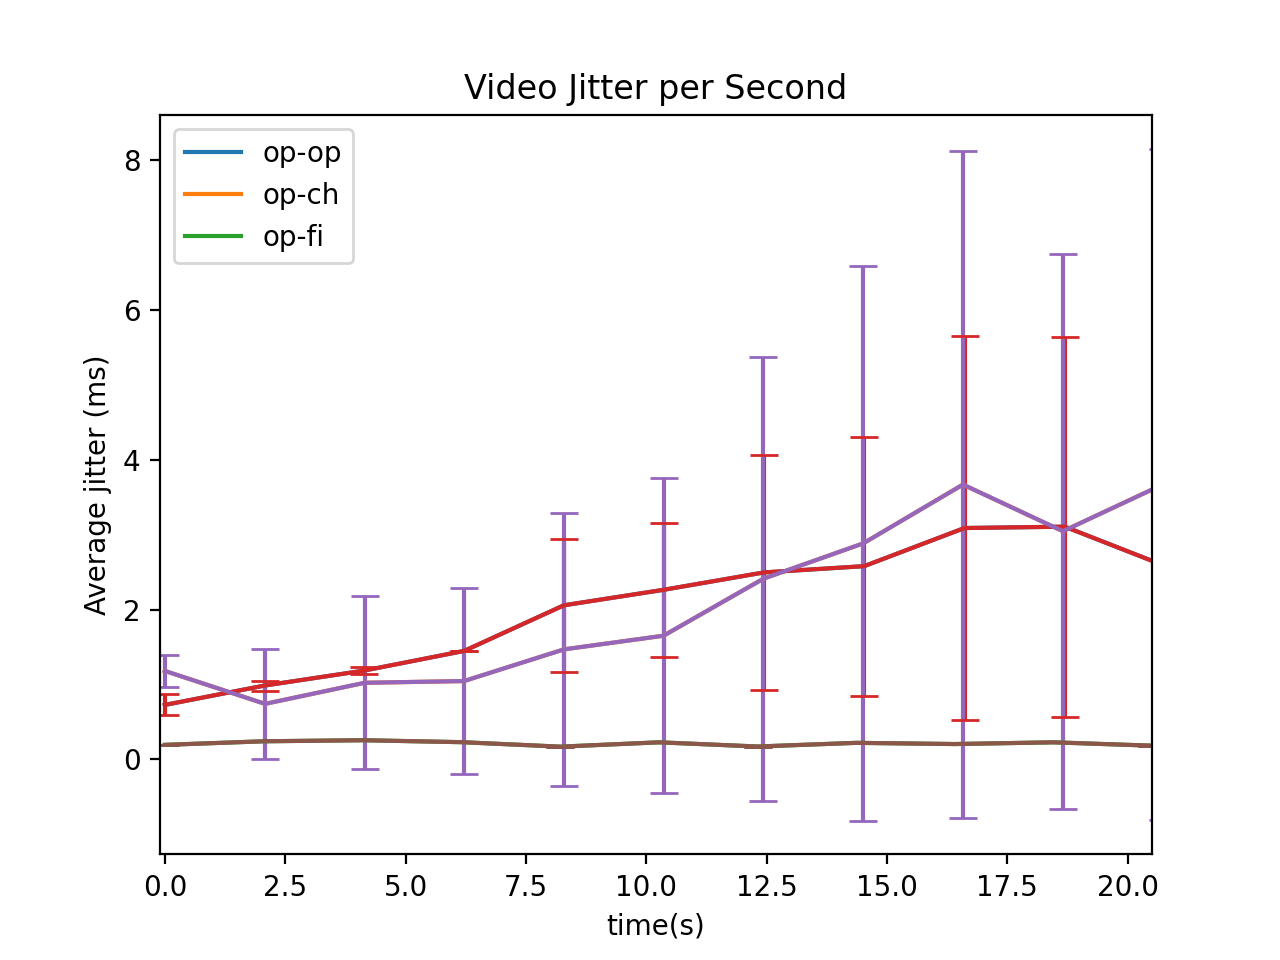 Video Jitter per Second
op-op
op-ch
op-fi
8
6
4
2
0
Average jitter (ms)
0.0 2.5 5.0 7.5 10.0 12.5 15.0 17.5 20.0
time(s)